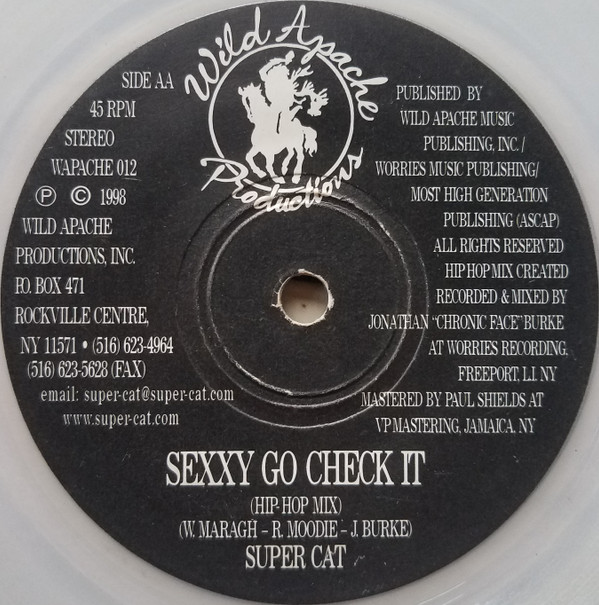 Wild Apache
Productions
SIDE AA
45 RPM
STEREO
WAPACHE 012
Ⓟ © 1998
WILD APACHE
PRODUCTIONS, INC.
P.O. BOX 471
ROCKVILLE CENTRE,
NY 11571 • (516) 623-4964
(516) 623-5628 (FAX)
email: super-cat@super-cat.com
www.super-cat.com
PUBLISHED BY
WILD APACHE MUSIC
PUBLISHING, INC. /
WORRIES MUSIC PUBLISHING/
MOST HIGH GENERATION
PUBLISHING (ASCAP)
ALL RIGHTS RESERVED
HIP HOP MIX CREATED
RECORDED & MIXED BY
JONATHAN "CHRONIC FACE" BURKE
AT WORRIES RECORDING,
FREEPORT, L.I. NY
MASTERED BY PAUL SHIELDS AT
VP MASTERING, JAMAICA, NY
SEXXY GO CHECK IT
(HIP-HOP MIX)
(W. MARAGH – R. MOODIE – J. BURKE)
SUPER CAT